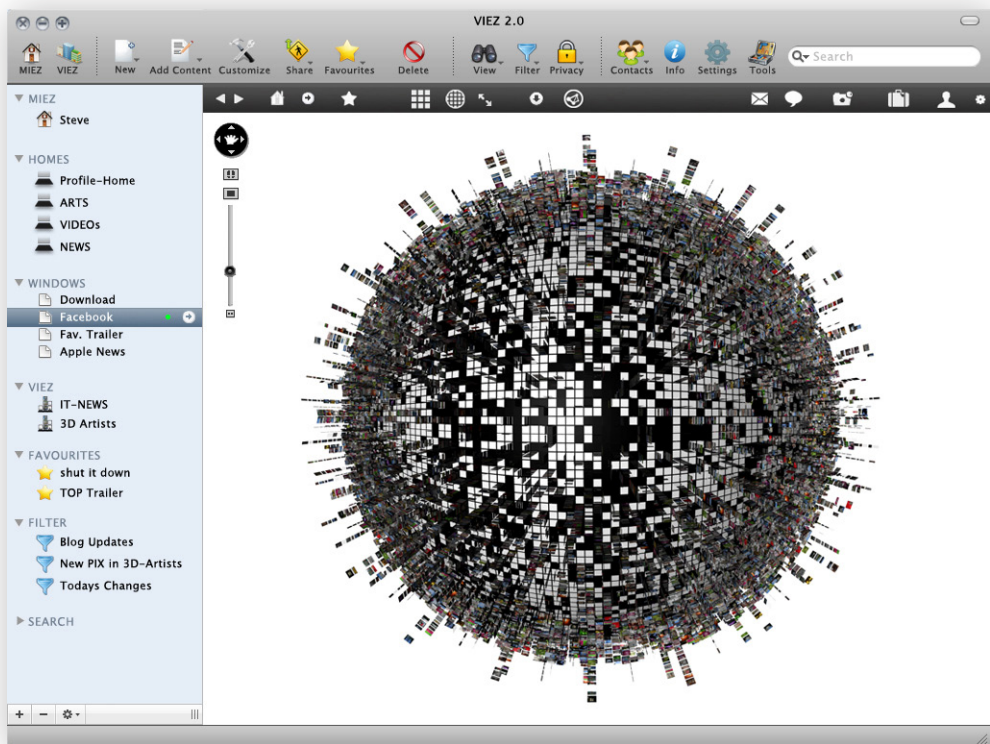 VIEZ 2.0
MIEZ VIEZ New Add Content Customize Share Favourites Delete View Filter Privacy Contacts Info Settings Tools Search
MIEZ
Steve
HOMES
Profile-Home
ARTS
VIDEOs
NEWS
WINDOWS
Download
Facebook
Fav. Trailer
Apple News
VIEZ
IT-NEWS
3D Artists
FAVOURITES
shut it down
TOP Trailer
FILTER
Blog Updates
New PIX in 3D-Artists
Todays Changes
SEARCH